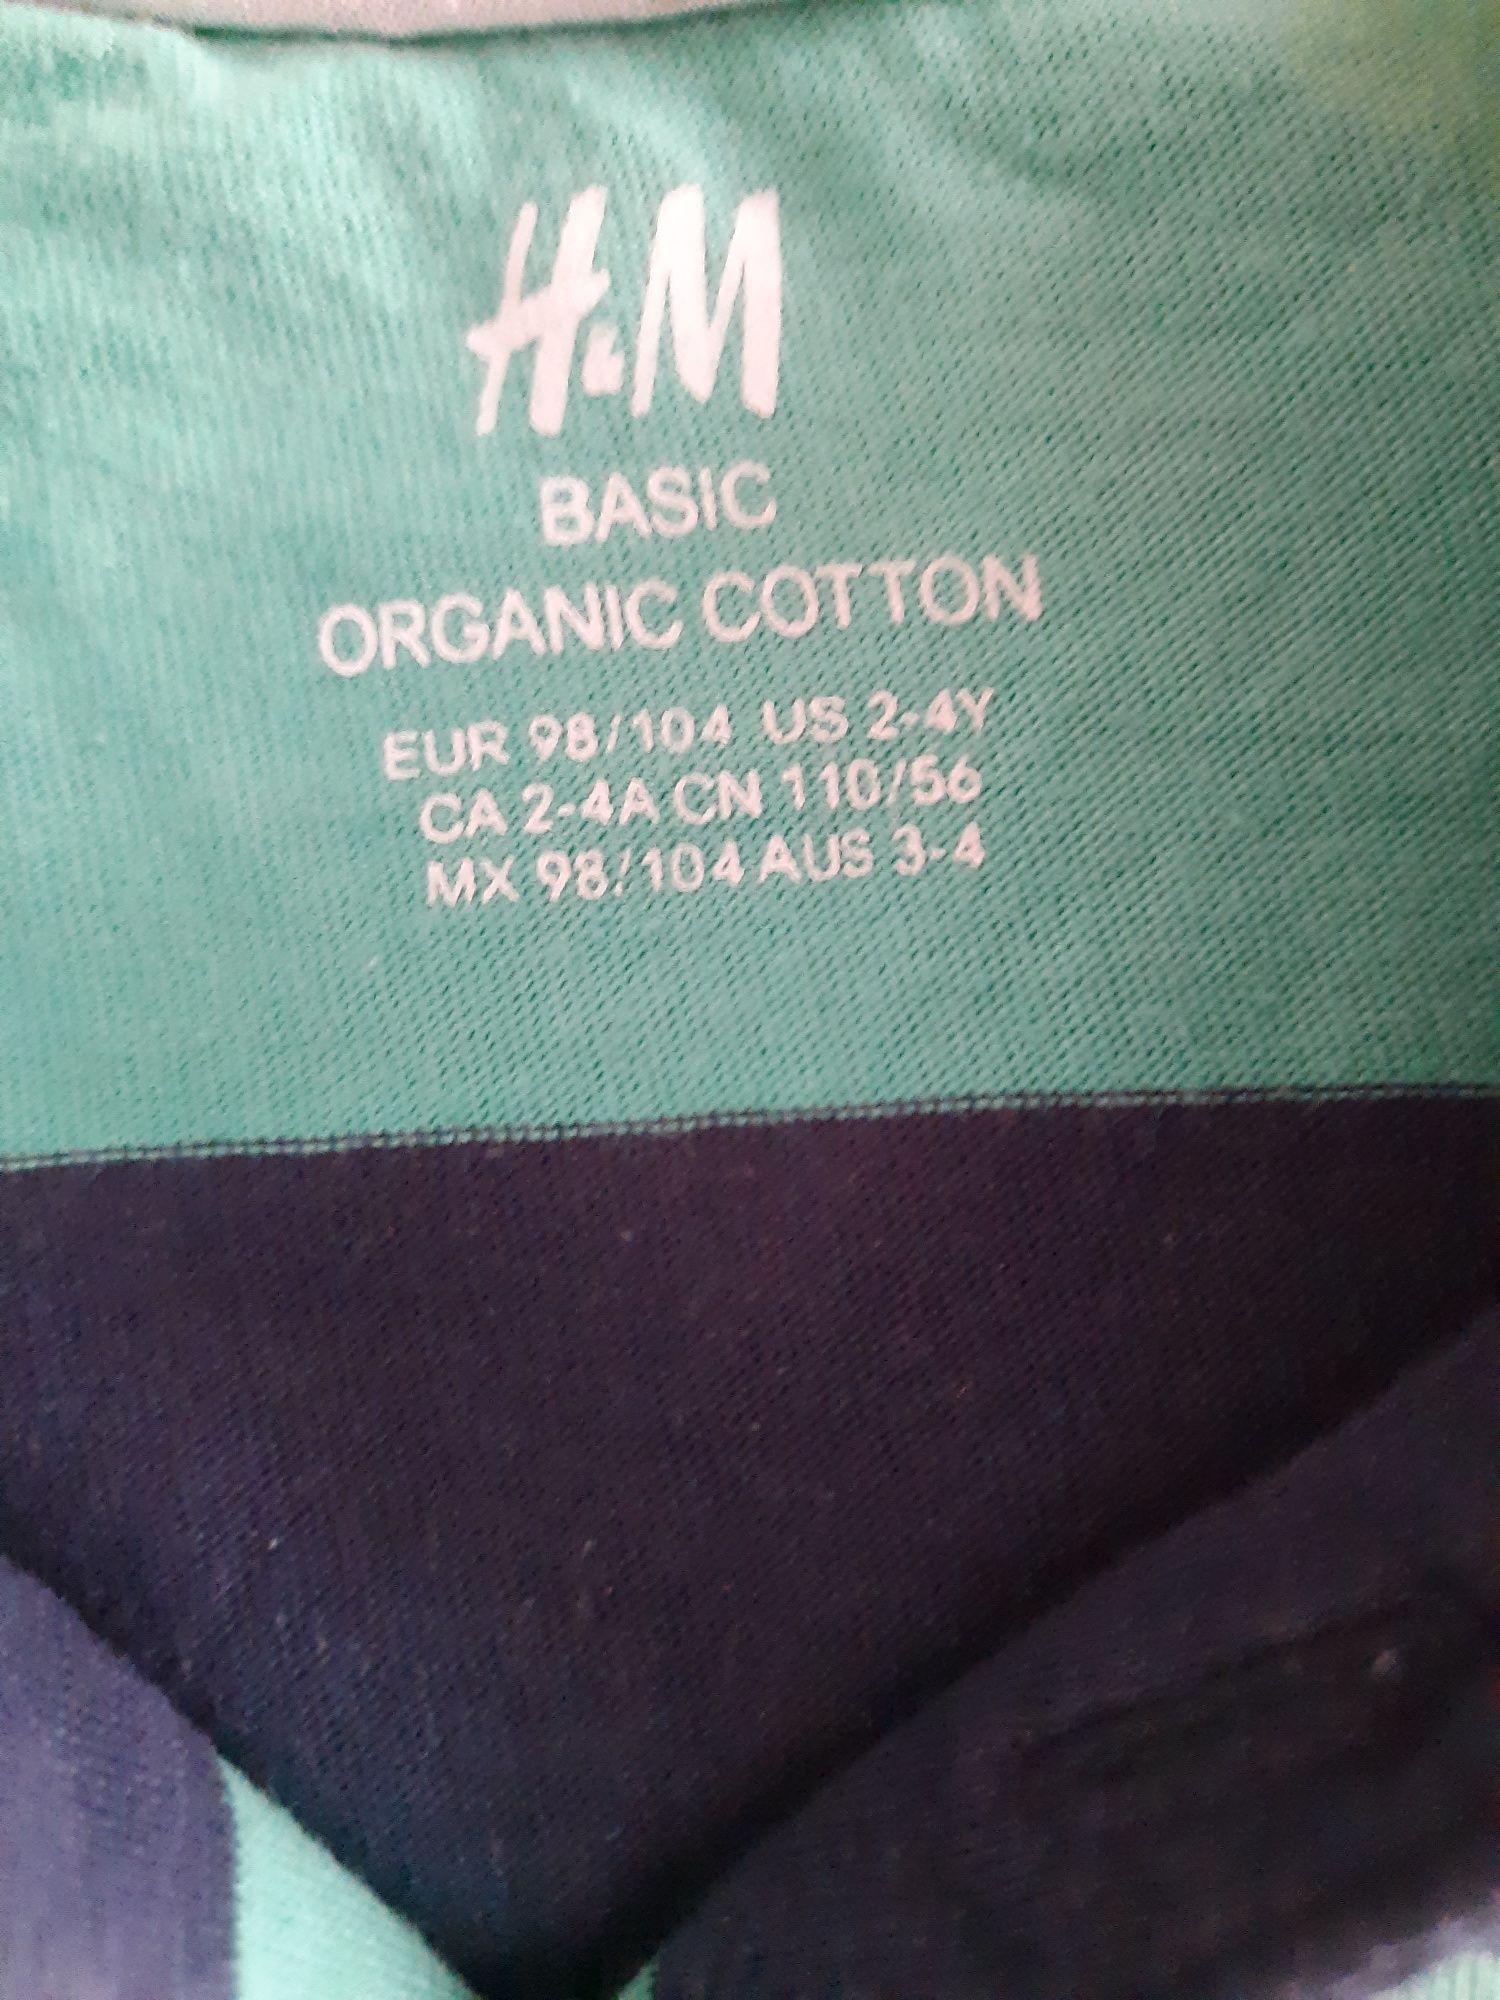 H&M
BASIC
ORGANIC COTTON
EUR 98/104 US 2-4Y
CA 2-4A CN 110/56
MX 98/104 AUS 3-4